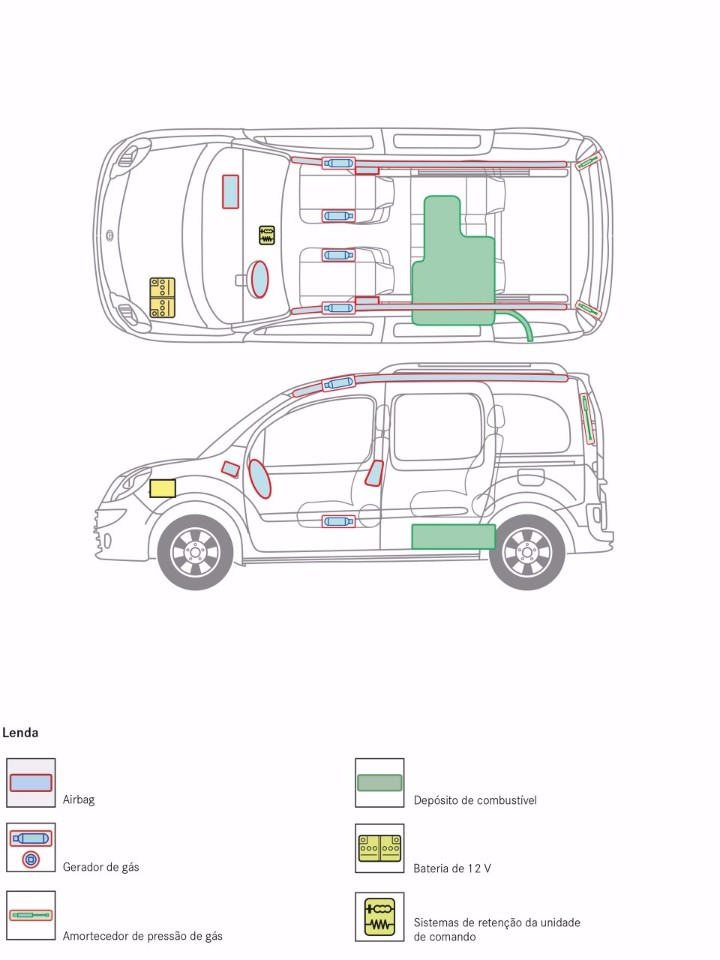 Lenda
Airbag
Depósito de combustível
Gerador de gás
Bateria de 12 V
Amortecedor de pressão de gás
Sistemas de retenção da unidade
de comando